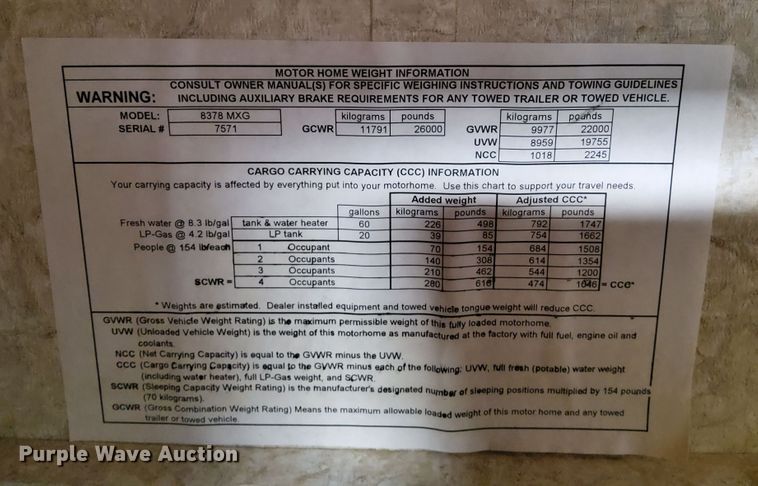 MOTOR HOME WEIGHT INFORMATION
WARNING: CONSULT OWNER MANUAL(S) FOR SPECIFIC WEIGHING INSTRUCTIONS AND TOWING GUIDELINES
INCLUDING AUXILIARY BRAKE REQUIREMENTS FOR ANY TOWED TRAILER OR TOWED VEHICLE.
MODEL: 8378 MXG kilograms pounds kilograms pounds
SERIAL # 7571 GCWR 11791 26000 GVWR 9977 22000
UVW 8959 19755
NCC 1018 2245
CARGO CARRYING CAPACITY (CCC) INFORMATION
Your carrying capacity is affected by everything put into your motorhome. Use this chart to support your travel needs.
Added weight Adjusted CCC*
gallons kilograms pounds kilograms pounds
Fresh water @ 8.3 lb/gal tank & water heater 60 226 498 792 1747
LP-Gas @ 4.2 lb/gal LP tank 20 39 85 754 1662
People @ 154 lb/each 1 Occupant 70 154 684 1508
2 Occupants 140 308 614 1354
3 Occupants 210 462 544 1200
SCWR = 4 Occupants 280 616 474 1046 = CCC*
* Weights are estimated. Dealer installed equipment and towed vehicle tongue weight will reduce CCC.
GVWR (Gross Vehicle Weight Rating) is the maximum permissible weight of this fully loaded motorhome.
UVW (Unloaded Vehicle Weight) is the weight of this motorhome as manufactured at the factory with full fuel, engine oil and
coolants.
NCC (Net Carrying Capacity) is equal to the GVWR minus the UVW.
CCC (Cargo Carrying Capacity) is equal to the GVWR minus each of the following: UVW, full fresh (potable) water weight
(including water heater), full LP-Gas weight, and SCWR.
SCWR (Sleeping Capacity Weight Rating) is the manufacturer's designated number of sleeping positions multiplied by 154 pounds
(70 kilograms).
GCWR (Gross Combination Weight Rating) Means the maximum allowable loaded weight of this motor home and any towed
trailer or towed vehicle.
Purple Wave Auction